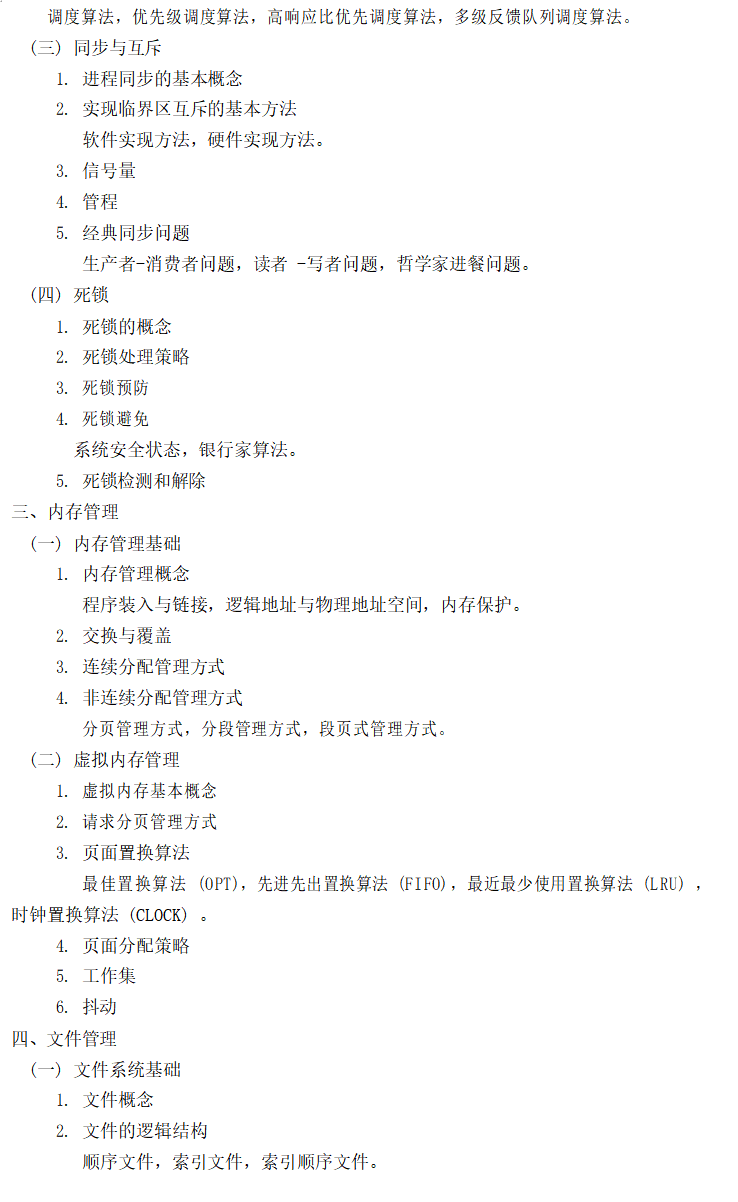 调度算法，优先级调度算法，高响应比优先调度算法，多级反馈队列调度算法。
(三) 同步与互斥
1. 进程同步的基本概念
2. 实现临界区互斥的基本方法
软件实现方法，硬件实现方法。
3. 信号量
4. 管程
5. 经典同步问题
生产者-消费者问题，读者 -写者问题，哲学家进餐问题。
(四) 死锁
1. 死锁的概念
2. 死锁处理策略
3. 死锁预防
4. 死锁避免
系统安全状态，银行家算法。
5. 死锁检测和解除
三、内存管理
(一) 内存管理基础
1. 内存管理概念
程序装入与链接，逻辑地址与物理地址空间，内存保护。
2. 交换与覆盖
3. 连续分配管理方式
4. 非连续分配管理方式
分页管理方式，分段管理方式，段页式管理方式。
(二) 虚拟内存管理
1. 虚拟内存基本概念
2. 请求分页管理方式
3. 页面置换算法
最佳置换算法 (OPT)，先进先出置换算法 (FIFO)，最近最少使用置换算法 (LRU) ，
时钟置换算法 (CLOCK) 。
4. 页面分配策略
5. 工作集
6. 抖动
四、文件管理
(一) 文件系统基础
1. 文件概念
2. 文件的逻辑结构
顺序文件，索引文件，索引顺序文件。